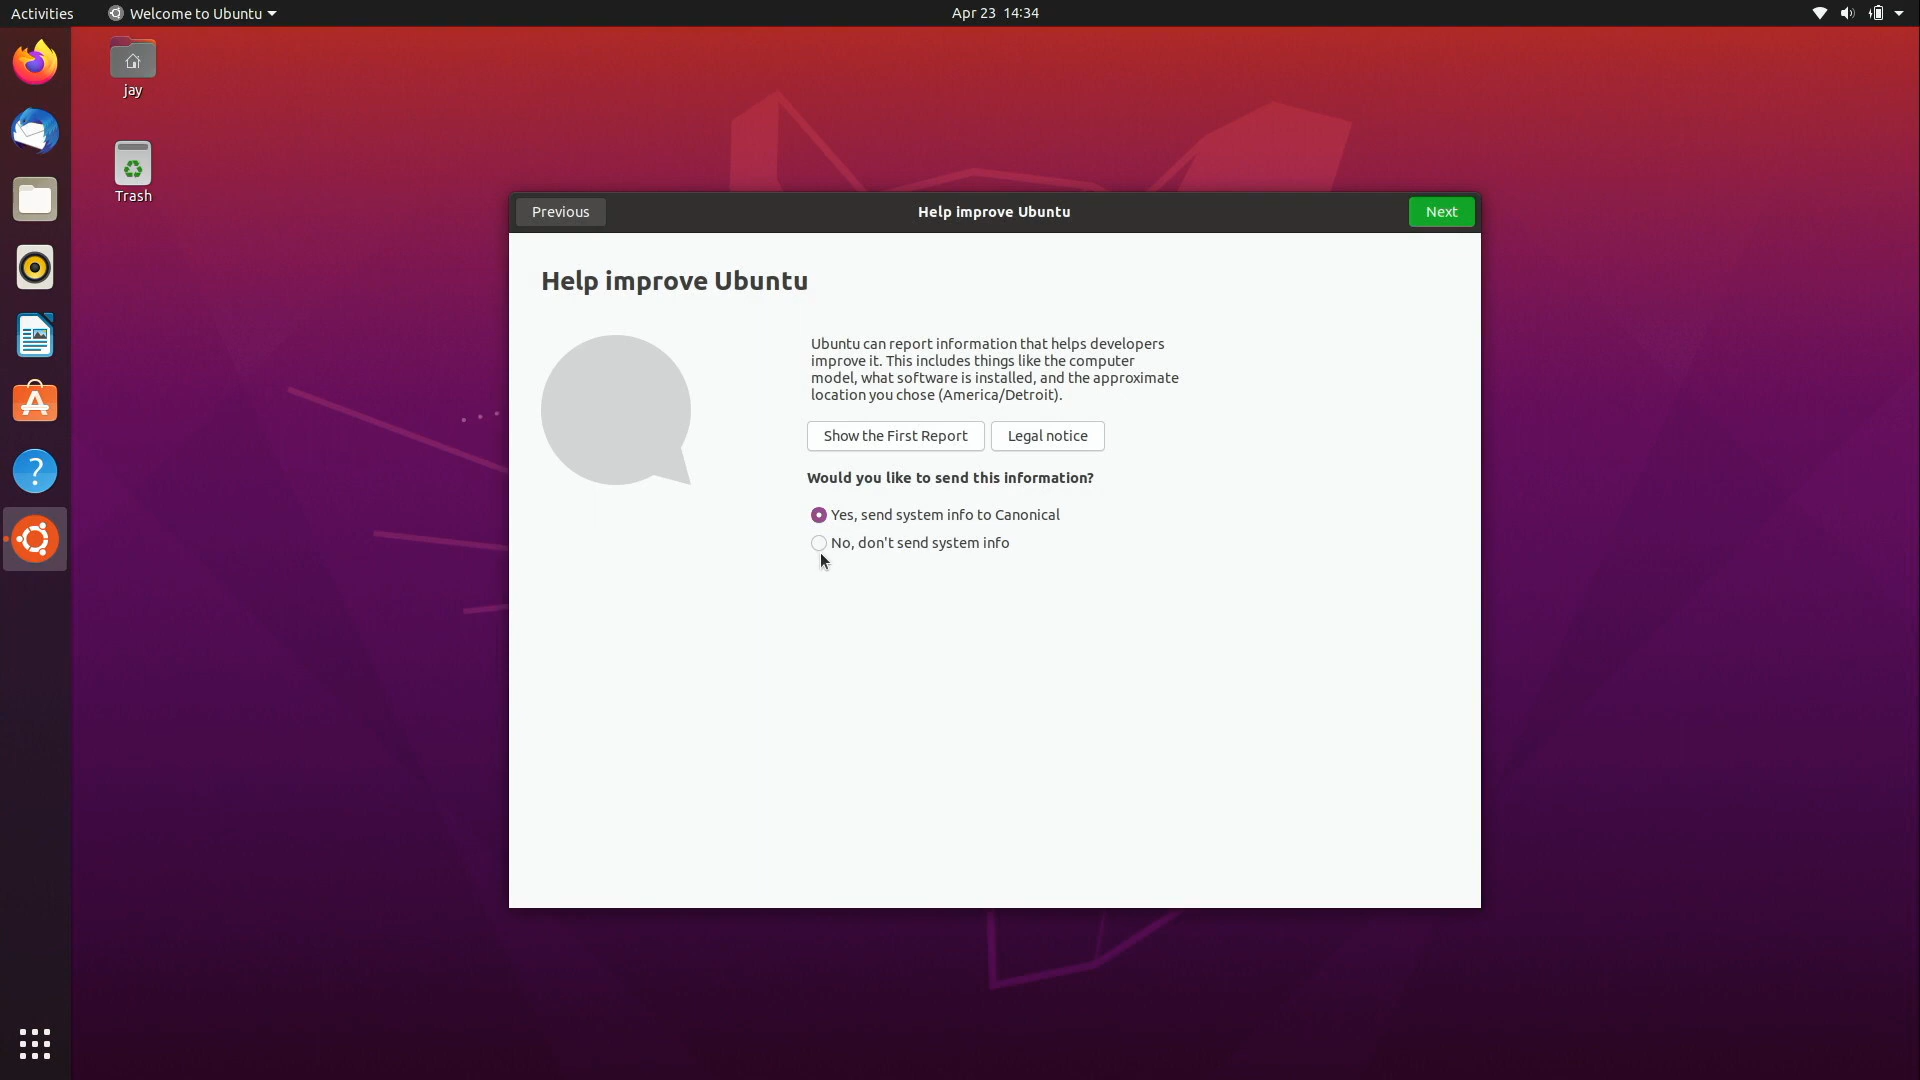 Activities
Welcome to Ubuntu
Apr 23 14:34
jay
Trash
Previous
Help improve Ubuntu
Next
Help improve Ubuntu
Ubuntu can report information that helps developers
improve it. This includes things like the computer
model, what software is installed, and the approximate
location you chose (America/Detroit).
Show the First Report
Legal notice
Would you like to send this information?
Yes, send system info to Canonical
No, don't send system info